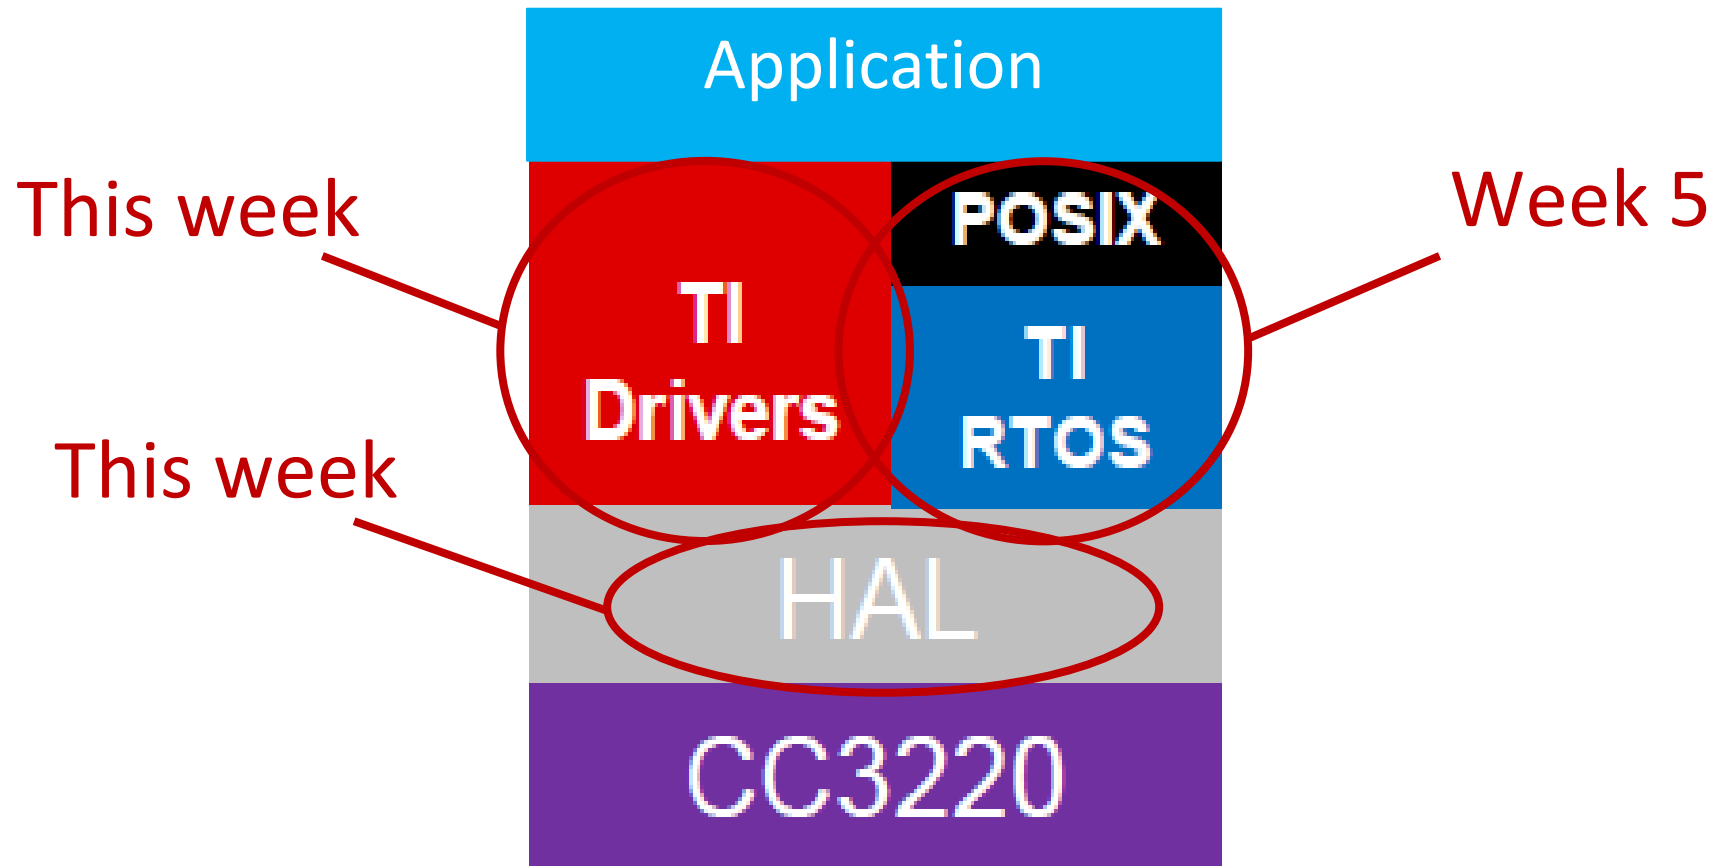 Application
This week
POSIX
Week 5
TI
Drivers
TI
RTOS
This week
HAL
CC3220